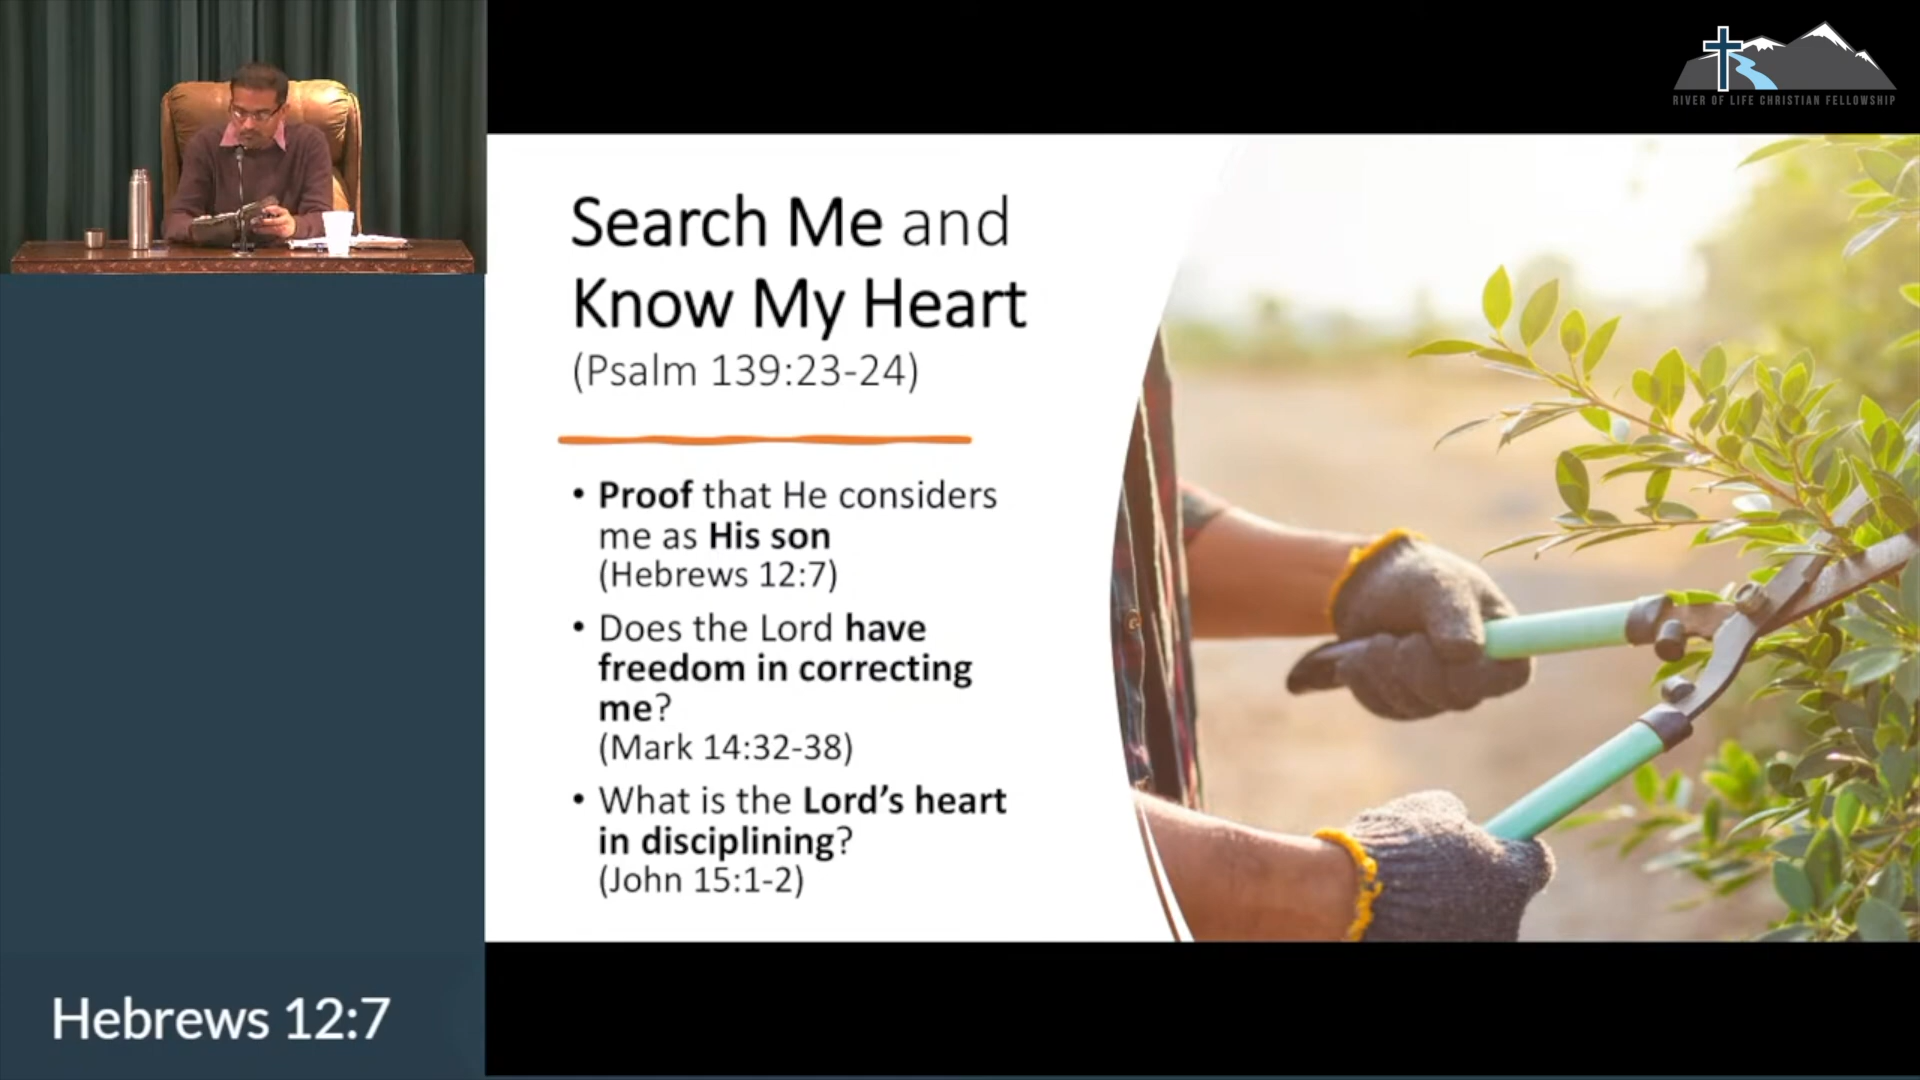 RIVER OF LIFE CHRISTIAN FELLOWSHIP
Search Me and
Know My Heart
(Psalm 139:23-24)
• Proof that He considers
me as His son
(Hebrews 12:7)
• Does the Lord have
freedom in correcting
me?
(Mark 14:32-38)
• What is the Lord’s heart
in disciplining?
(John 15:1-2)
Hebrews 12:7